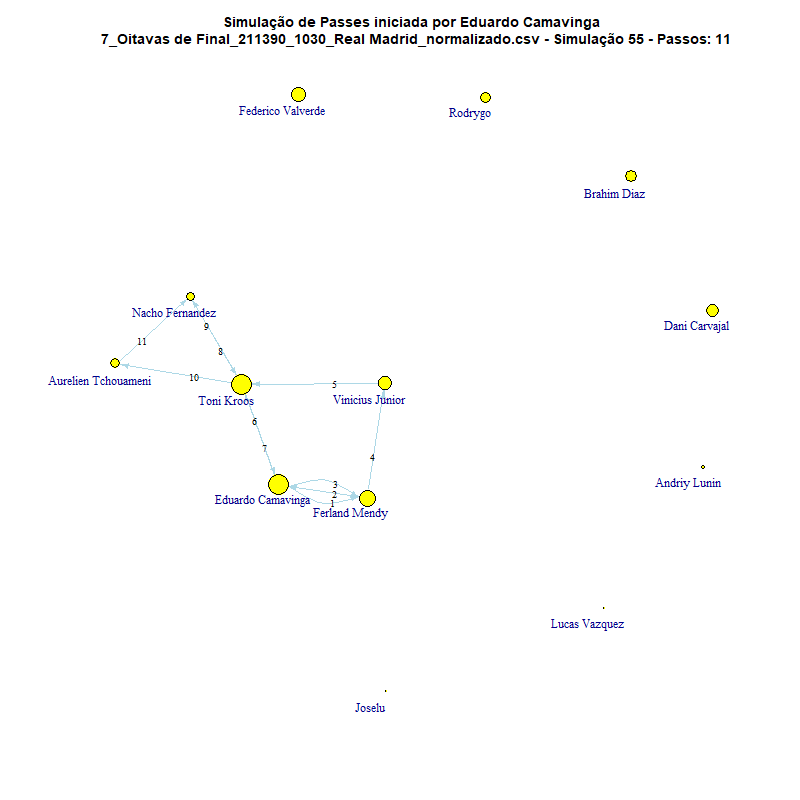 Simulação de Passes iniciada por Eduardo Camavinga
7_Oitavas de Final_211390_1030_Real Madrid_normalizado.csv - Simulação 55 - Passos: 11
Federico Valverde
Rodrygo
Brahim Diaz
Nacho Fernandez
Dani Carvajal
9
11
8
Aurelien Tchouameni
10
5
Toni Kroos
Vinicius Junior
6
7
4
3
2
1
Eduardo Camavinga
Ferland Mendy
Andriy Lunin
Lucas Vazquez
Joselu